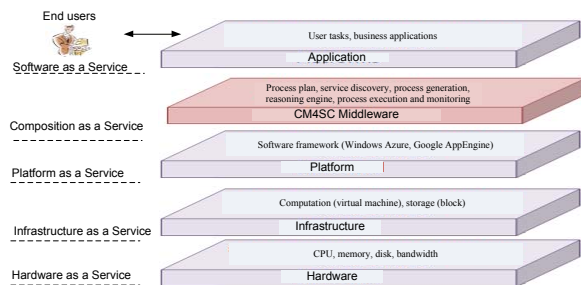 End users
User tasks, business applications
Application
Software as a Service
Process plan, service discovery, process generation,
reasoning engine, process execution and monitoring
CM4SC Middleware
Composition as a Service
Software framework (Windows Azure, Google AppEngine)
Platform
Platform as a Service
Computation (virtual machine), storage (block)
Infrastructure
Infrastructure as a Service
CPU, memory, disk, bandwidth
Hardware
Hardware as a Service